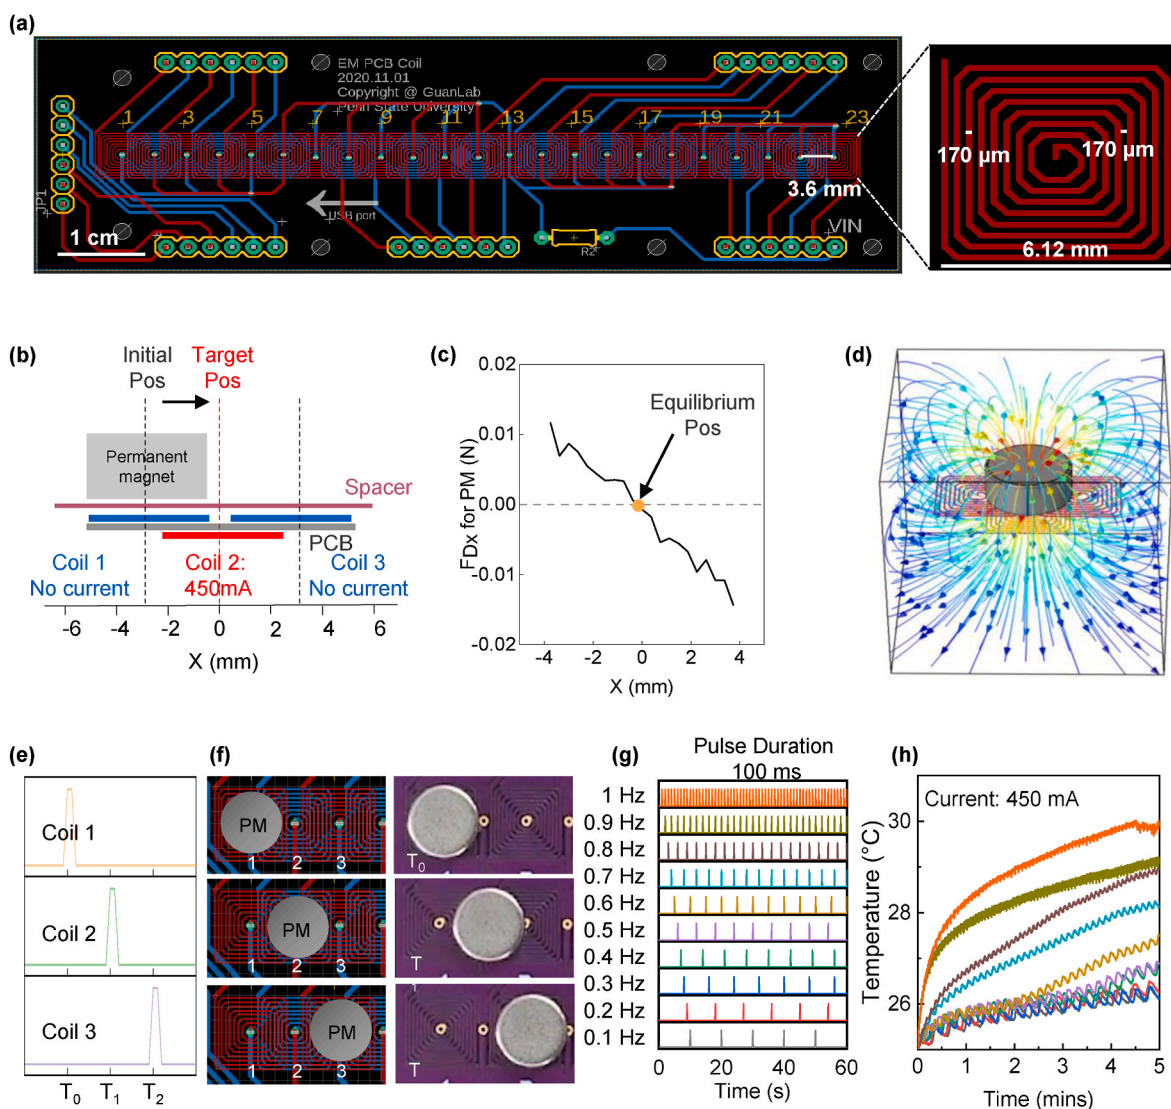 (a)
EM PCB Coil
2020.11.01
Copyright @ GuanLab
Penn State University
1 3 5 7 9 11 13 15 17 19 21 23
170 µm 170 µm
3.6 mm
JP1
USB port
1 cm
R2
VIN
6.12 mm
(b)
Initial Pos
Target Pos
Permanent magnet
Spacer
PCB
Coil 1
No current
Coil 2:
450mA
Coil 3
No current
-6 -4 -2 0 2 4 6
X (mm)
(c)
0.02
0.01
0.00
-0.01
-0.02
FDx for PM (N)
Equilibrium
Pos
-4 -2 0 2 4
X (mm)
(d)
(e)
Coil 1
Coil 2
Coil 3
T0 T1 T2
(f)
PM
1 2 3
T0
PM
1 2 3
T
1
PM
1 2 3
T
(g)
Pulse Duration
100 ms
1 Hz
0.9 Hz
0.8 Hz
0.7 Hz
0.6 Hz
0.5 Hz
0.4 Hz
0.3 Hz
0.2 Hz
0.1 Hz
0 20 40 60
Time (s)
(h)
Current: 450 mA
30
28
26
Temperature (°C)
0 1 2 3 4 5
Time (mins)